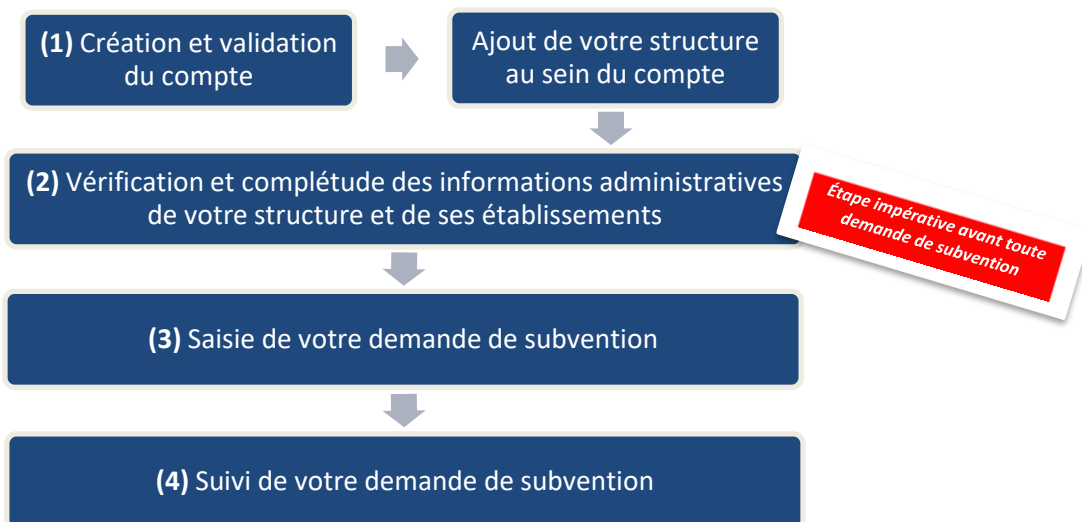 (1) Création et validation
du compte
Ajout de votre structure
au sein du compte
(2) Vérification et complétude des informations administratives
de votre structure et de ses établissements
Étape impérative avant toute
demande de subvention
(3) Saisie de votre demande de subvention
(4) Suivi de votre demande de subvention